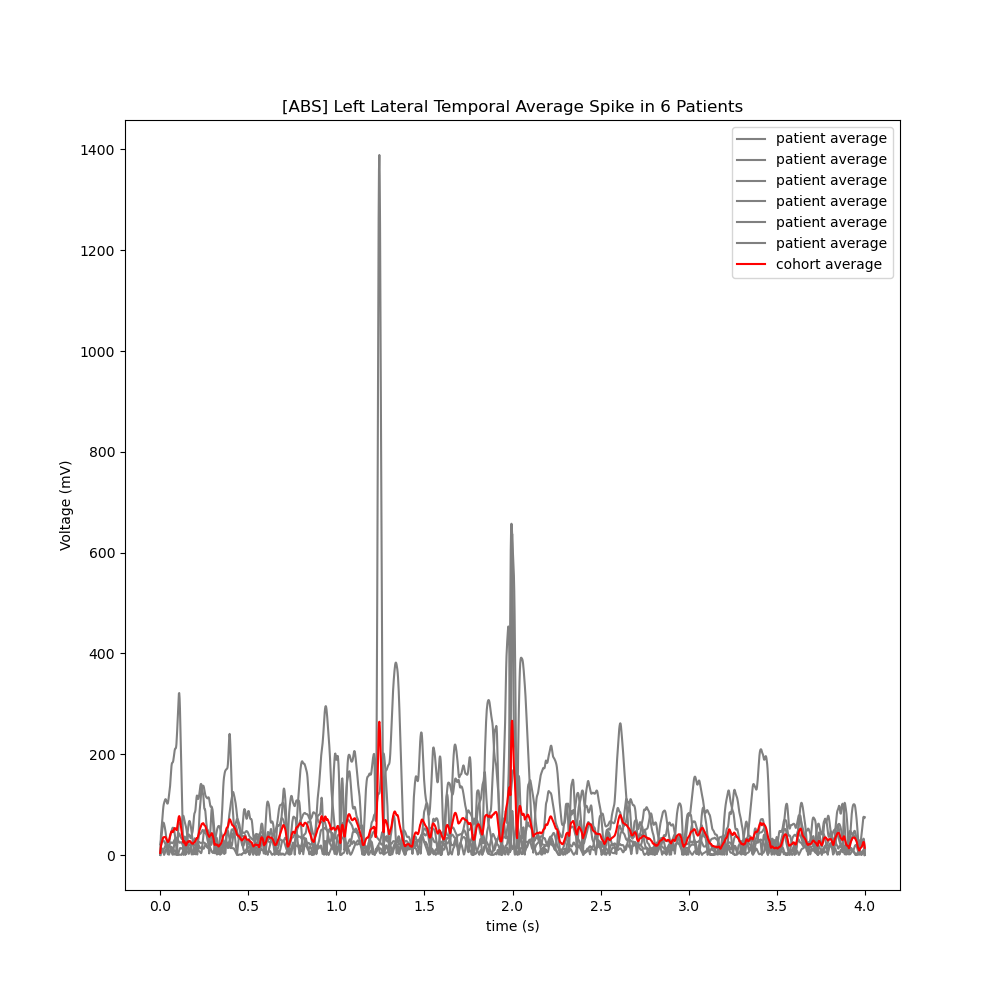 [ABS] Left Lateral Temporal Average Spike in 6 Patients
patient average
patient average
patient average
patient average
patient average
patient average
cohort average
Voltage (mV)
1400
1200
1000
800
600
400
200
0
0.0 0.5 1.0 1.5 2.0 2.5 3.0 3.5 4.0
time (s)